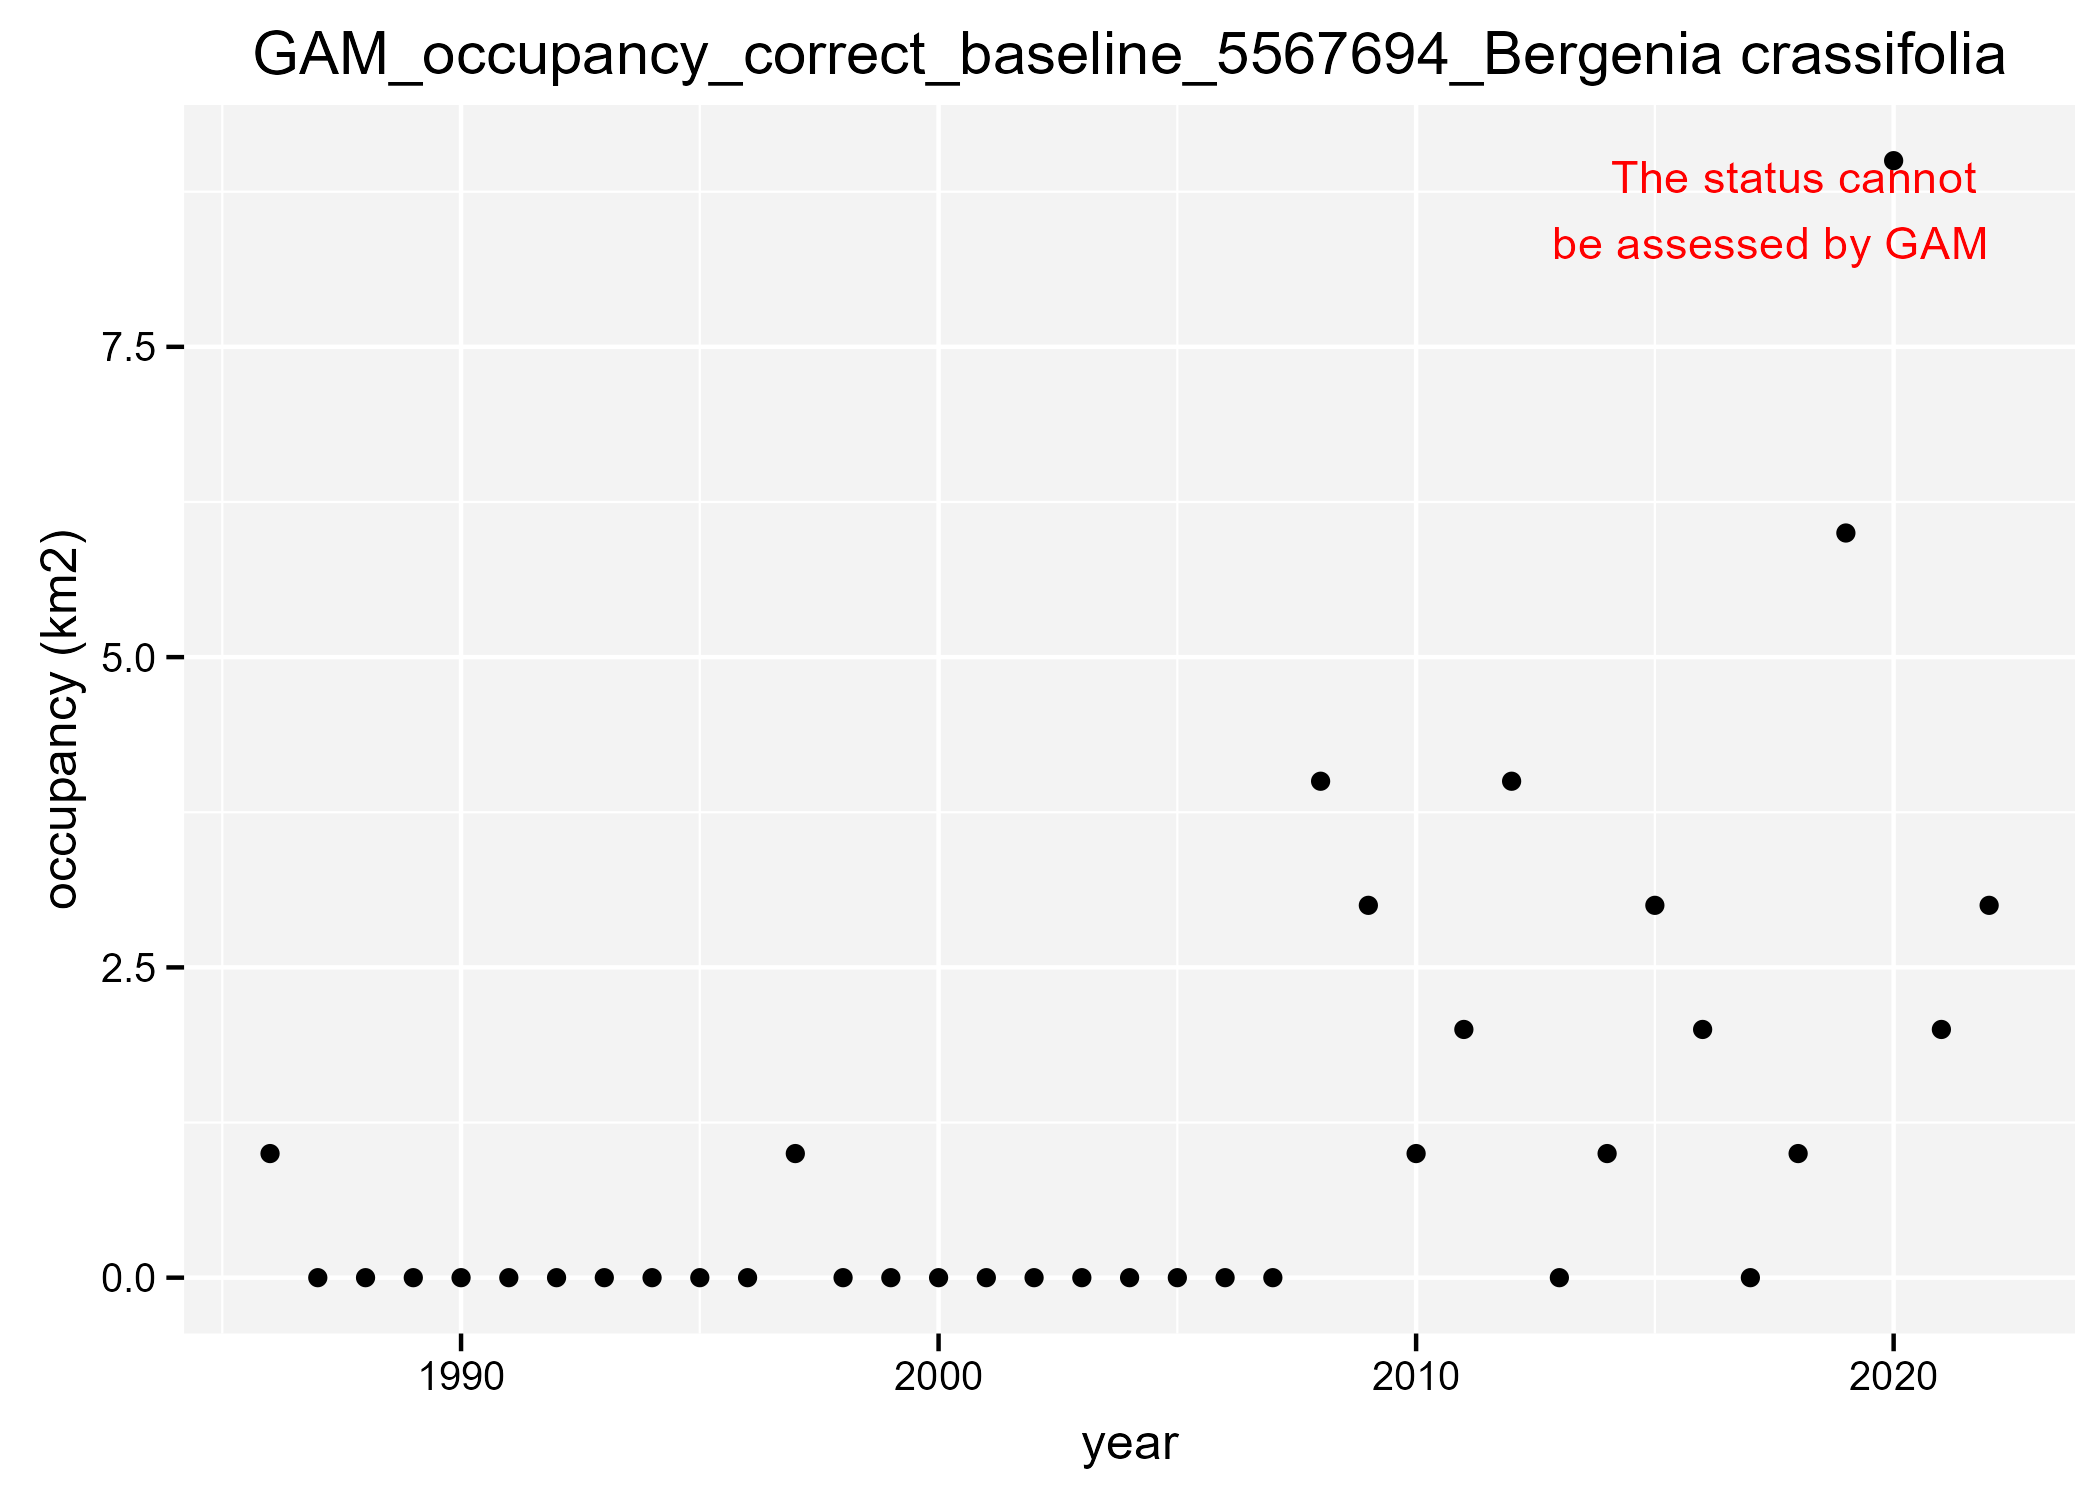 GAM_occupancy_correct_baseline_5567694_Bergenia crassifolia
The status cannot
be assessed by GAM
7.5
5.0
2.5
0.0
occupancy (km2)
1990 2000 2010 2020
year